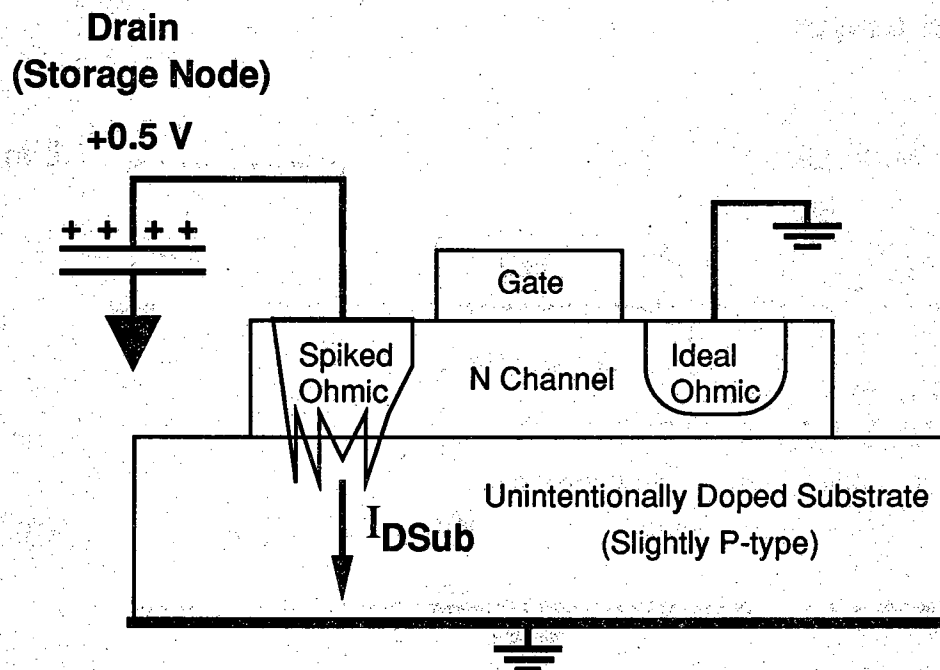 Drain
(Storage Node)
+0.5 V
+ + + +
Gate
Spiked
Ohmic
N Channel
Ideal
Ohmic
Unintentionally Doped Substrate
(Slightly P-type)
IDSub